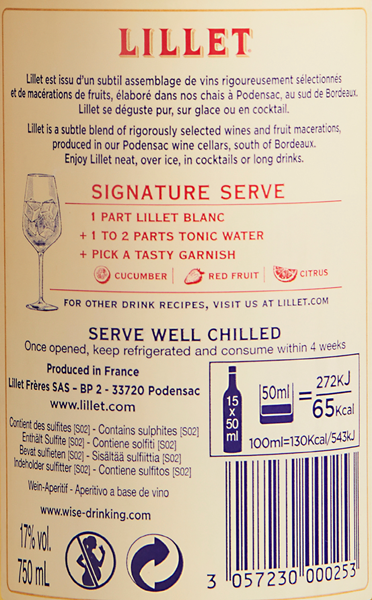 LILLET
Lillet est issu d'un subtil assemblage de vins rigoureusement sélectionnés
et de macérations de fruits, élaboré dans nos chais à Podensac, au sud de Bordeaux.
Lillet se déguste pur, sur glace ou en cocktail.
Lillet is a subtle blend of rigorously selected wines and fruit macerations,
produced in our Podensac wine cellars, south of Bordeaux.
Enjoy Lillet neat, over ice, in cocktails or long drinks.
SIGNATURE SERVE
1 PART LILLET BLANC
+ 1 TO 2 PARTS TONIC WATER
+ PICK A TASTY GARNISH
CUCUMBER | RED FRUIT | CITRUS
FOR OTHER DRINK RECIPES, VISIT US AT LILLET.COM
SERVE WELL CHILLED
Once opened, keep refrigerated and consume within 4 weeks
Produced in France
Lillet Frères SAS – BP 2 - 33720 Podensac
www.lillet.com
Contient des sulfites [S02] - Contains sulphites [S02]
Enthält Sulfite - Contiene solfiti [S02]
Bevat sulfieten - Sisältää sulfiittia [S02]
Indeholder sulfitter - Contiene sulfitos [S02]
Wein-Aperitif - Aperitivo a base de vino
www.wise-drinking.com
17% vol.
750 mL
15
x
50
ml
50ml
= 272KJ
65Kcal
100ml=130Kcal/543kJ
3 057230 000253